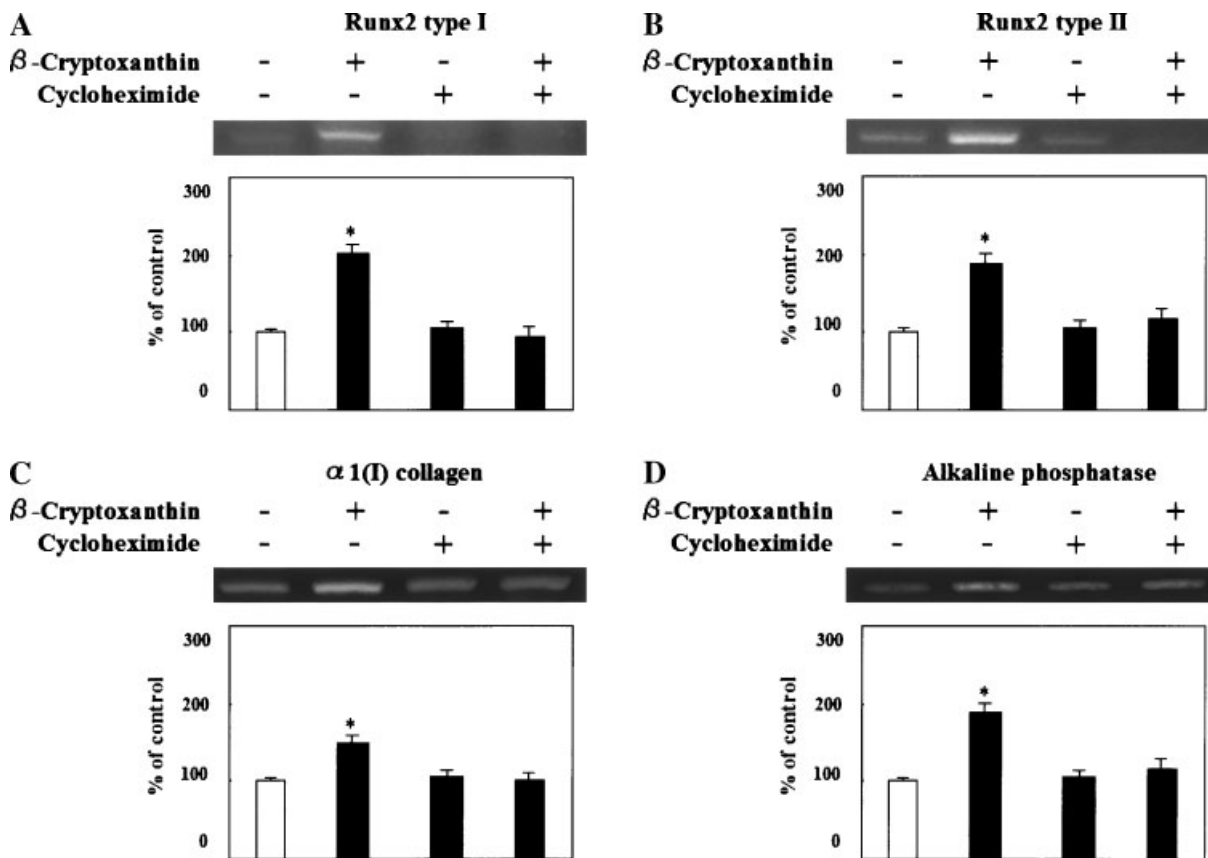 A
Runx2 type I
β-Cryptoxanthin - + - +
Cycloheximide - - + +
300
200
100
0
% of control
*
B
Runx2 type II
β-Cryptoxanthin - + - +
Cycloheximide - - + +
300
200
100
0
% of control
*
C
α1(I) collagen
β-Cryptoxanthin - + - +
Cycloheximide - - + +
300
200
100
0
% of control
*
D
Alkaline phosphatase
β-Cryptoxanthin - + - +
Cycloheximide - - + +
300
200
100
0
% of control
*